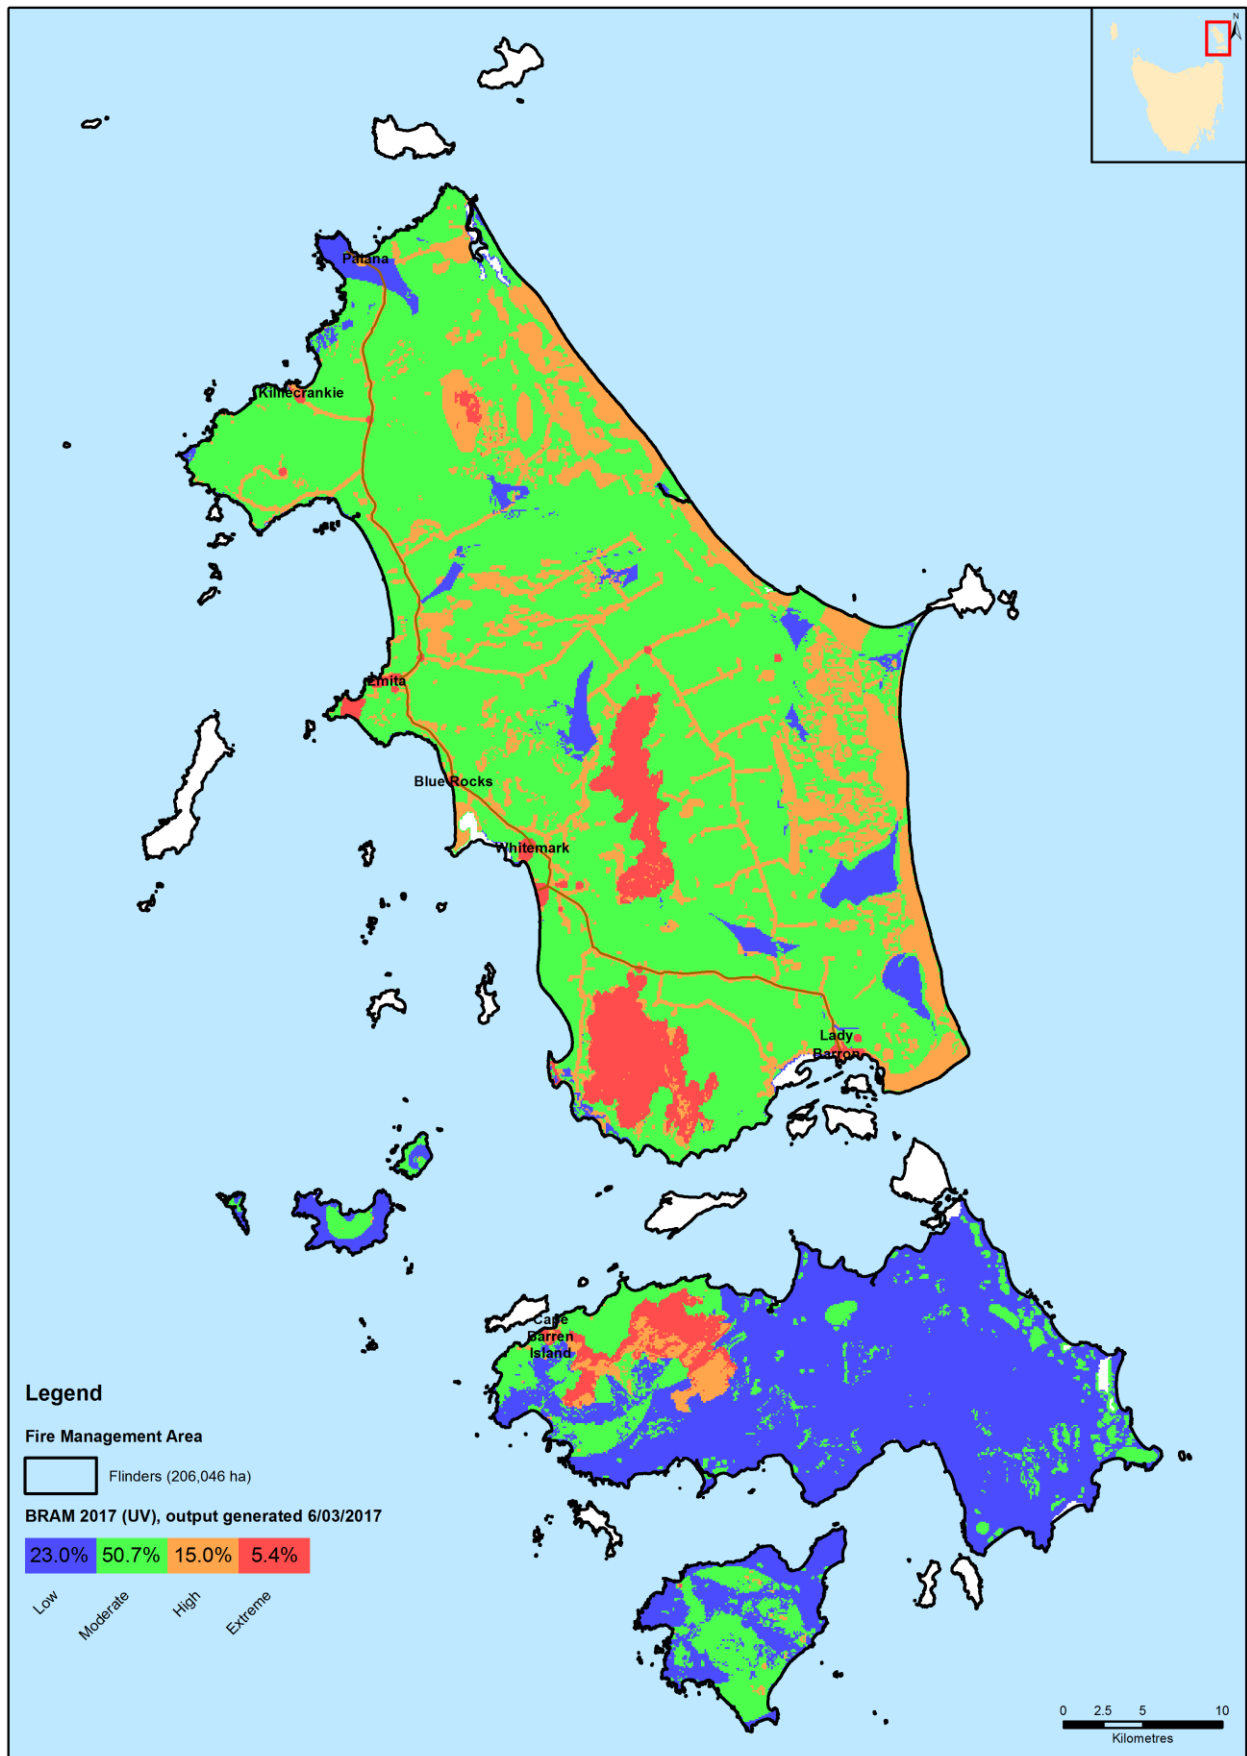 N
Palana
Killiecrankie
Emita
Blue Rocks
Whitemark
Lady
Barron
Cape
Barren
Island
Legend
Fire Management Area
Flinders (206,046 ha)
BRAM 2017 (UV), output generated 6/03/2017
23.0% 50.7% 15.0% 5.4%
Low Moderate High Extreme
0 2.5 5 10
Kilometres